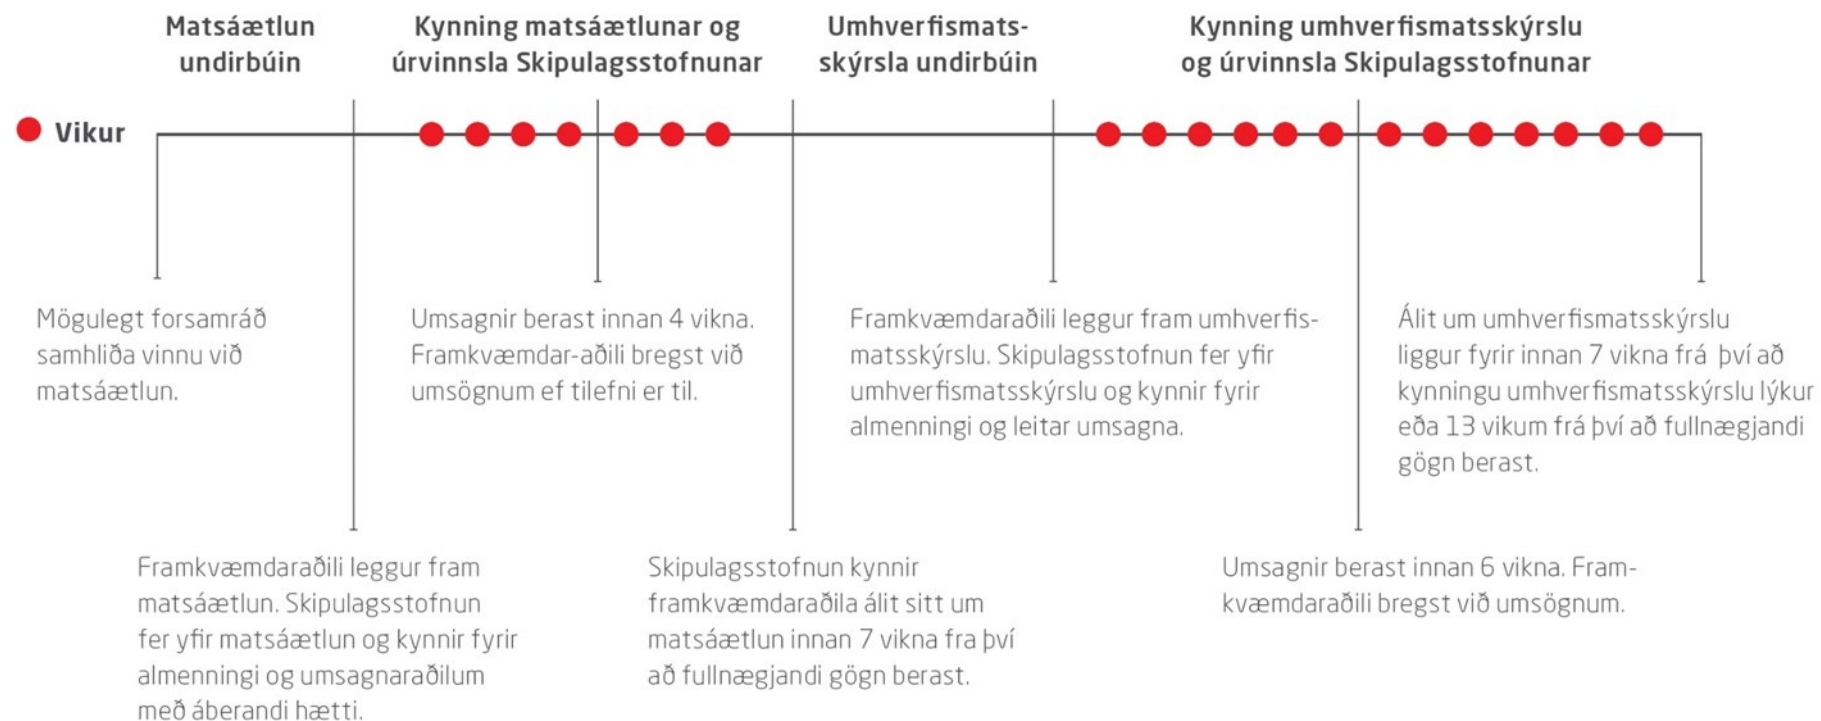 Matsáætlun
undirbúin
Kynning matsáætlunar og
úrvinnsla Skipulagsstofnunar
Umhverfismats-
skýrsla undirbúin
Kynning umhverfismatsskýrslu
og úrvinnsla Skipulagsstofnunar
Vikur
Mögulegt forsamráð
samhliða vinnu við
matsáætlun.
Umsagnir berast innan 4 vikna.
Framkvæmdar-aðili bregst við
umsögnum ef tilefni er til.
Framkvæmdaraðili leggur fram umhverfis-
matsskýrslu. Skipulagsstofnun fer yfir
umhverfismatsskýrslu og kynnir fyrir
almenningi og leitar umsagna.
Álit um umhverfismatsskýrslu
liggur fyrir innan 7 vikna frá því að
kynningu umhverfismatsskýrslu lýkur
eða 13 vikum frá því að fullnægjandi
gögn berast.
Framkvæmdaraðili leggur fram
matsáætlun. Skipulagsstofnun
fer yfir matsáætlun og kynnir fyrir
almenningi og umsagnaraðilum
með áberandi hætti.
Skipulagsstofnun kynnir
framkvæmdaraðila álit sitt um
matsáætlun innan 7 vikna fra því
að fullnægjandi gögn berast.
Umsagnir berast innan 6 vikna. Fram-
kvæmdaraðili bregst við umsögnum.